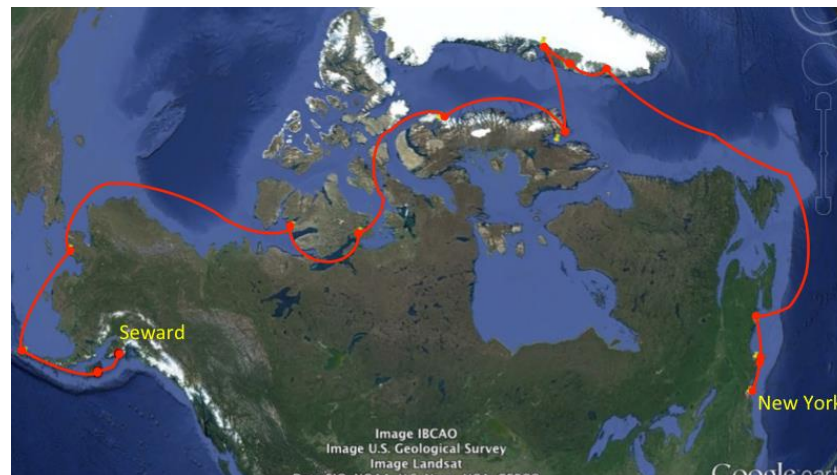 Seward
New York
Image IBCAO
Image U.S. Geological Survey
Image Landsat
Google